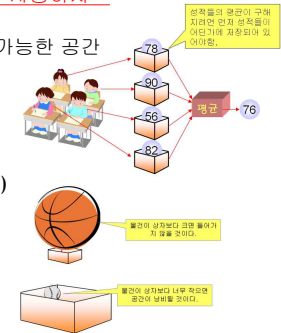 가능한 공간
성적들의 평균이 구해
지려면 먼저 성적들이
어딘가에 저장되어 있
어야함.
78
90
56
82
평균
76
)
물건이 상자보다 크면 들어가
지 않을 것이다.
물건이 상자보다 너무 작으면
공간이 낭비될 것이다.